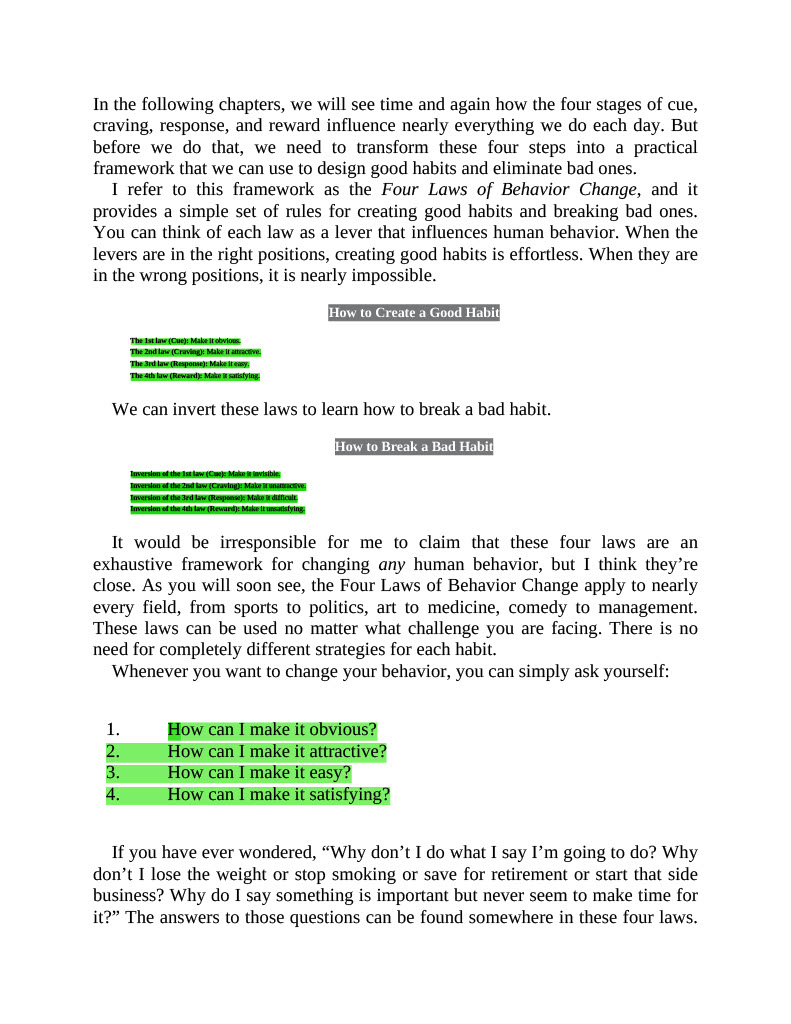 In the following chapters, we will see time and again how the four stages of cue,
craving, response, and reward influence nearly everything we do each day. But
before we do that, we need to transform these four steps into a practical
framework that we can use to design good habits and eliminate bad ones.
I refer to this framework as the Four Laws of Behavior Change, and it
provides a simple set of rules for creating good habits and breaking bad ones.
You can think of each law as a lever that influences human behavior. When the
levers are in the right positions, creating good habits is effortless. When they are
in the wrong positions, it is nearly impossible.
How to Create a Good Habit
The 1st law (Cue): Make it obvious.
The 2nd law (Craving): Make it attractive.
The 3rd law (Response): Make it easy.
The 4th law (Reward): Make it satisfying.
We can invert these laws to learn how to break a bad habit.
How to Break a Bad Habit
Inversion of the 1st law (Cue): Make it invisible.
Inversion of the 2nd law (Craving): Make it unattractive.
Inversion of the 3rd law (Response): Make it difficult.
Inversion of the 4th law (Reward): Make it unsatisfying.
It would be irresponsible for me to claim that these four laws are an
exhaustive framework for changing any human behavior, but I think they’re
close. As you will soon see, the Four Laws of Behavior Change apply to nearly
every field, from sports to politics, art to medicine, comedy to management.
These laws can be used no matter what challenge you are facing. There is no
need for completely different strategies for each habit.
Whenever you want to change your behavior, you can simply ask yourself:
1. How can I make it obvious?
2. How can I make it attractive?
3. How can I make it easy?
4. How can I make it satisfying?
If you have ever wondered, “Why don’t I do what I say I’m going to do? Why
don’t I lose the weight or stop smoking or save for retirement or start that side
business? Why do I say something is important but never seem to make time for
it?” The answers to those questions can be found somewhere in these four laws.